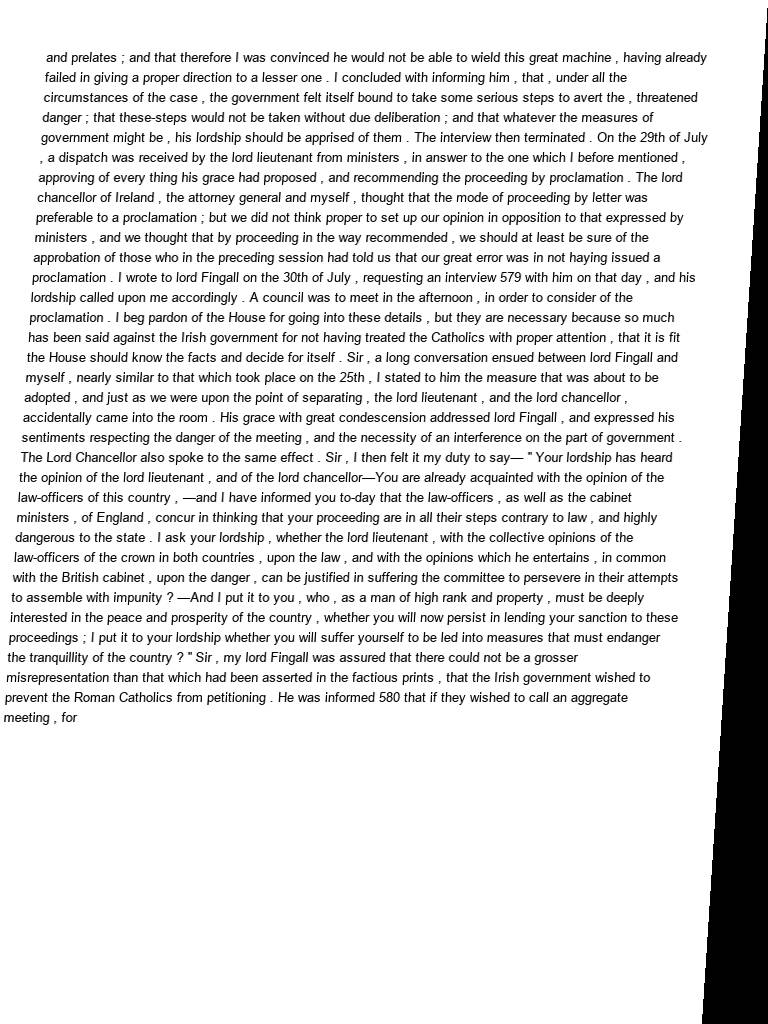 and prelates ; and that therefore I was convinced he would not be able to wield this great machine , having already
failed in giving a proper direction to a lesser one . I concluded with informing him , that , under all the
circumstances of the case , the government felt itself bound to take some serious steps to avert the , threatened
danger ; that these-steps would not be taken without due deliberation ; and that whatever the measures of
government might be , his lordship should be apprised of them . The interview then terminated . On the 29th of July
, a dispatch was received by the lord lieutenant from ministers , in answer to the one which I before mentioned ,
approving of every thing his grace had proposed , and recommending the proceeding by proclamation . The lord
chancellor of Ireland , the attorney general and myself , thought that the mode of proceeding by letter was
preferable to a proclamation ; but we did not think proper to set up our opinion in opposition to that expressed by
ministers , and we thought that by proceeding in the way recommended , we should at least be sure of the
approbation of those who in the preceding session had told us that our great error was in not haying issued a
proclamation . I wrote to lord Fingall on the 30th of July , requesting an interview 579 with him on that day , and his
lordship called upon me accordingly . A council was to meet in the afternoon , in order to consider of the
proclamation . I beg pardon of the House for going into these details , but they are necessary because so much
has been said against the Irish government for not having treated the Catholics with proper attention , that it is fit
the House should know the facts and decide for itself . Sir , a long conversation ensued between lord Fingall and
myself , nearly similar to that which took place on the 25th , I stated to him the measure that was about to be
adopted , and just as we were upon the point of separating , the lord lieutenant , and the lord chancellor ,
accidentally came into the room . His grace with great condescension addressed lord Fingall , and expressed his
sentiments respecting the danger of the meeting , and the necessity of an interference on the part of government .
The Lord Chancellor also spoke to the same effect . Sir , I then felt it my duty to say— " Your lordship has heard
the opinion of the lord lieutenant , and of the lord chancellor—You are already acquainted with the opinion of the
law-officers of this country , —and I have informed you to-day that the law-officers , as well as the cabinet
ministers , of England , concur in thinking that your proceeding are in all their steps contrary to law , and highly
dangerous to the state . I ask your lordship , whether the lord lieutenant , with the collective opinions of the
law-officers of the crown in both countries , upon the law , and with the opinions which he entertains , in common
with the British cabinet , upon the danger , can be justified in suffering the committee to persevere in their attempts
to assemble with impunity ? —And I put it to you , who , as a man of high rank and property , must be deeply
interested in the peace and prosperity of the country , whether you will now persist in lending your sanction to these
proceedings ; I put it to your lordship whether you will suffer yourself to be led into measures that must endanger
the tranquillity of the country ? " Sir , my lord Fingall was assured that there could not be a grosser
misrepresentation than that which had been asserted in the factious prints , that the Irish government wished to
prevent the Roman Catholics from petitioning . He was informed 580 that if they wished to call an aggregate
meeting , for